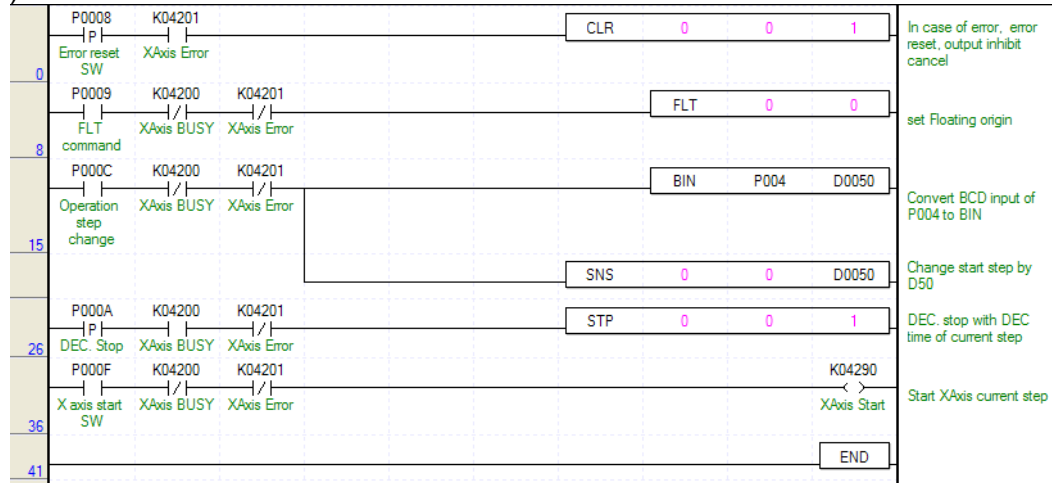 P0008 K04201
P CLR 0 0 1 In case of error, error
reset, output inhibit
cancel
Error reset XAxis Error
SW
0
P0009 K04200 K04201
FLT 0 0
set Floating origin
FLT XAxis BUSY XAxis Error
command
8
P000C K04200 K04201
BIN P004 D0050
Convert BCD input of
P004 to BIN
Operation XAxis BUSY XAxis Error
step
change
15
SNS 0 0 D0050 Change start step by
D50
P000A K04200 K04201
P STP 0 0 1 DEC. stop with DEC
time of current step
DEC. Stop XAxis BUSY XAxis Error
26
P000F K04200 K04201 K04290
Start XAxis current step
X axis start XAxis BUSY XAxis Error XAxis Start
SW
36
END
41